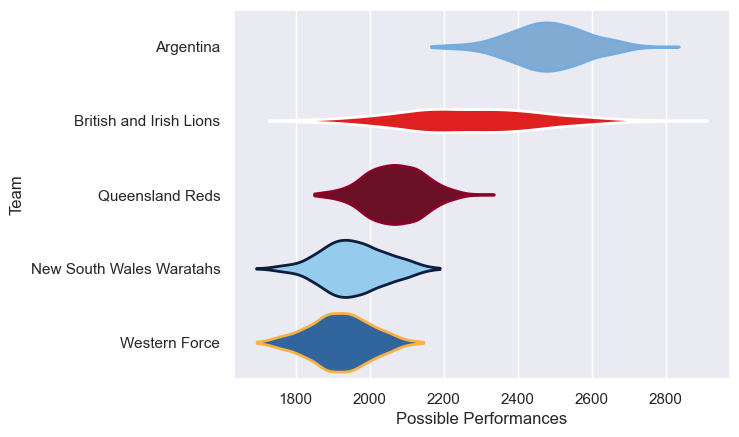 Argentina
British and Irish Lions
Queensland Reds
New South Wales Waratahs
Western Force
Team
1800 2000 2200 2400 2600 2800
Possible Performances